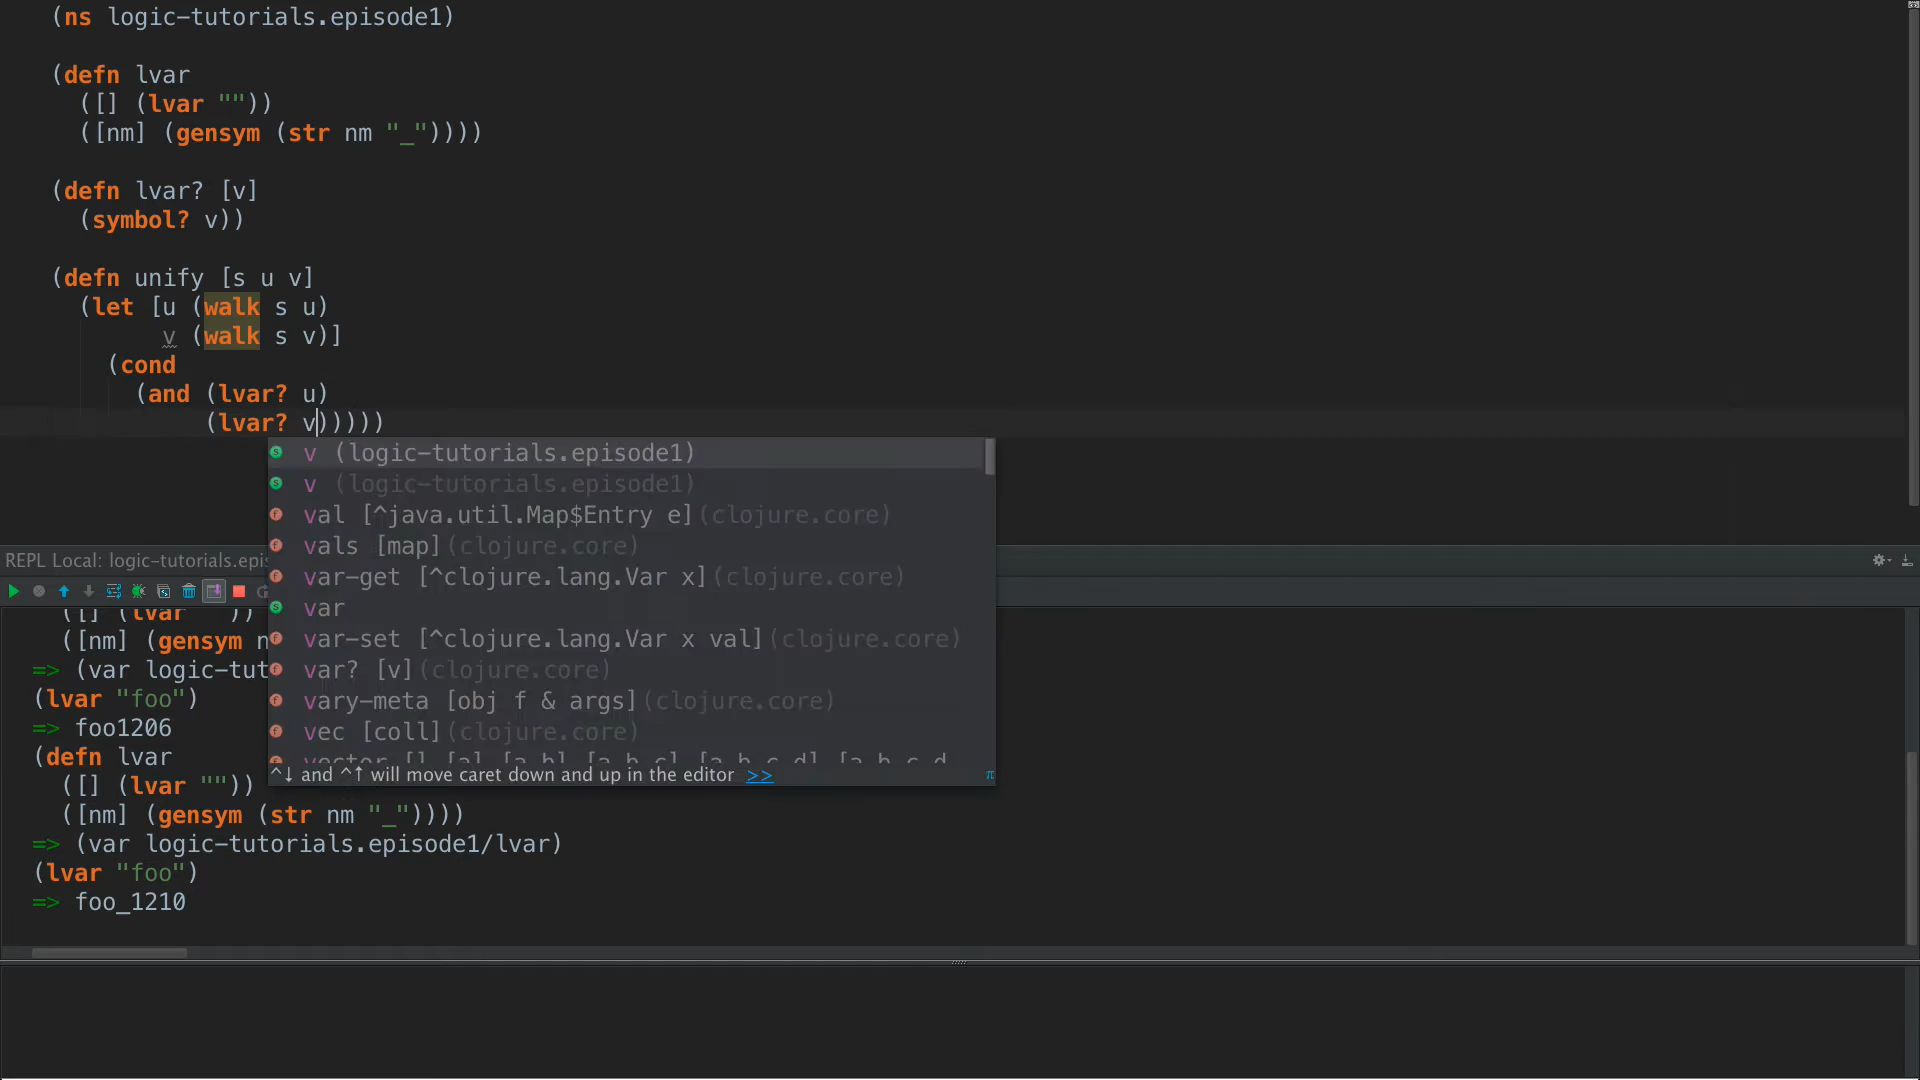 (ns logic-tutorials.episode1)
(defn lvar
([] (lvar ""))
([nm] (gensym (str nm "_"))))
(defn lvar? [v]
(symbol? v))
(defn unify [s u v]
(let [u (walk s u)
v (walk s v)]
(cond
(and (lvar? u)
(lvar? v)))))
v (logic-tutorials.episode1)
v (logic-tutorials.episode1)
val [^java.util.Map$Entry e](clojure.core)
vals [map](clojure.core)
var-get [^clojure.lang.Var x](clojure.core)
var
var-set [^clojure.lang.Var x val](clojure.core)
var? [v](clojure.core)
vary-meta [obj f & args](clojure.core)
vec [coll](clojure.core)
vector [] [a] [a b] [a b c] [a b c d] [a b c d
^↓ and ^↑ will move caret down and up in the editor >>
π
REPL Local: logic-tutorials.epis
([] (lvar ""))
([nm] (gensym n
=> (var logic-tut
(lvar "foo")
=> foo1206
(defn lvar
([] (lvar ""))
([nm] (gensym (str nm "_"))))
=> (var logic-tutorials.episode1/lvar)
(lvar "foo")
=> foo_1210